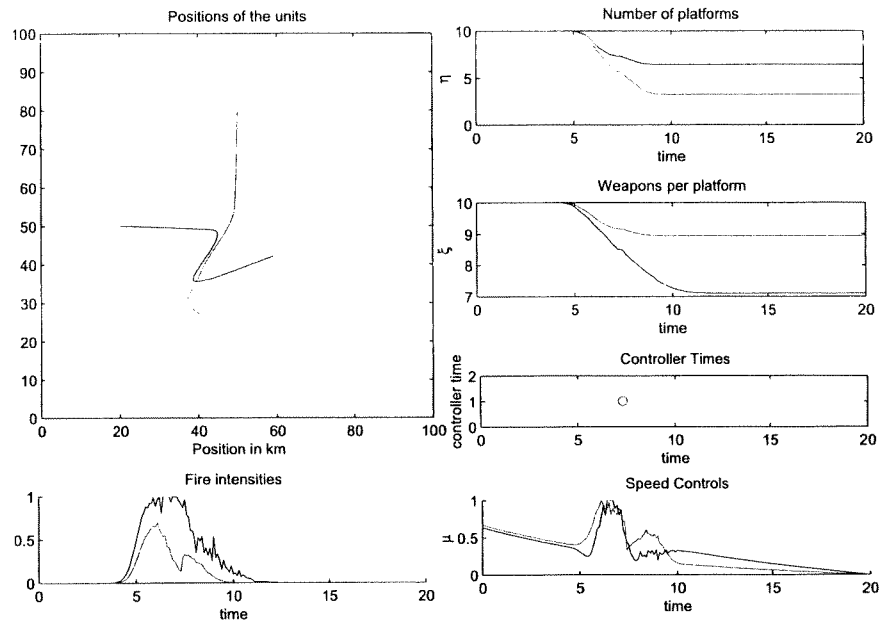 Positions of the units
100
90
80
70
60
50
40
30
20
10
0
0 20 40 60 80 100
Position in km
Number of platforms
10
5
0
η
0 5 10 15 20
time
Weapons per platform
10
9
8
7
ξ
0 5 10 15 20
time
Controller Times
2
1
0
controller time
0 5 10 15 20
time
Fire intensities
1
0.5
0
0 5 10 15 20
time
Speed Controls
1
0.5
0
μ
0 5 10 15 20
time